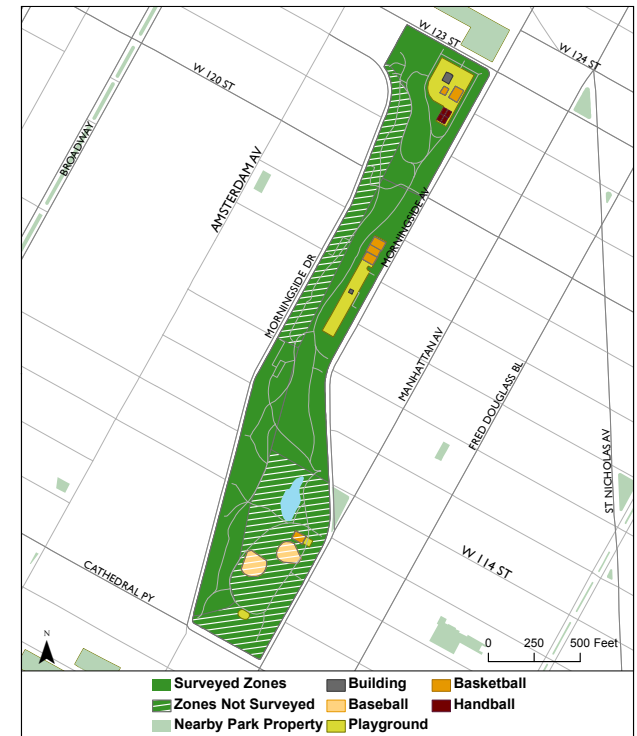 W 123 ST
W 124 ST
W 120 ST
BROADWAY
AMSTERDAM AV
MORNINGSIDE AV
MORNINGSIDE DR
MANHATTAN AV
FRED DOUGLASS BL
ST NICHOLAS AV
W 114 ST
CATHEDRAL PY
N
0 250 500 Feet
Surveyed Zones Building Basketball
Zones Not Surveyed Baseball Handball
Nearby Park Property Playground